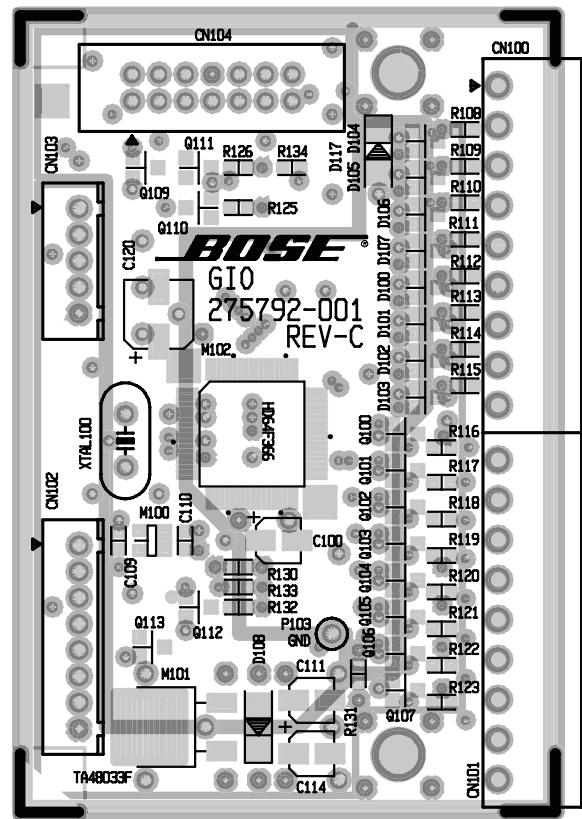 CN104
CN100
R108
D104
D117
D105
CN103
Q111
R126
R134
R109
Q109
R110
D106
R125
Q110
R111
C120
BOSE®
D107
GIO
R112
D100
275792-001
R113
D101
REV-C
R114
M102
D102
R115
D103
HD64F366
Q100
R116
XTAL100
Q101
R117
CN102
Q102
R118
M100
C110
Q103
C100
R119
C109
Q104
R130
R133
R120
R132
Q105
Q112
Q113
P103
GND
R121
Q106
D108
R122
M101
C111
R123
R131
Q107
TA48033F
C114
CN101